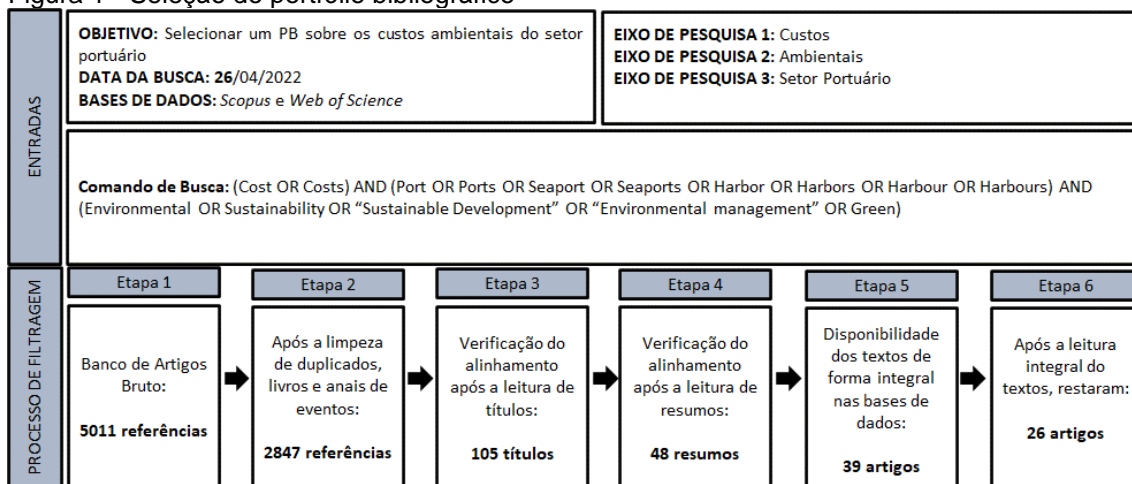 Figura 1 - Seleção do portfólio bibliográfico
OBJETIVO: Selecionar um PB sobre os custos ambientais do setor
portuário
DATA DA BUSCA: 26/04/2022
BASES DE DADOS: Scopus e Web of Science
EIXO DE PESQUISA 1: Custos
EIXO DE PESQUISA 2: Ambientais
EIXO DE PESQUISA 3: Setor Portuário
ENTRADAS
Comando de Busca: (Cost OR Costs) AND (Port OR Ports OR Seaport OR Seaports OR Harbor OR Harbors OR Harbour OR Harbours) AND
(Environmental OR Sustainability OR “Sustainable Development” OR “Environmental management” OR Green)
PROCESSO DE FILTRAGEM
Etapa 1
Banco de Artigos
Bruto:
5011 referências
Etapa 2
Após a limpeza
de duplicados,
livros e anais de
eventos:
2847 referências
Etapa 3
Verificação do
alinhamento
após a leitura de
títulos:
105 títulos
Etapa 4
Verificação do
alinhamento
após a leitura de
resumos:
48 resumos
Etapa 5
Disponibilidade
dos textos de
forma integral
nas bases de
dados:
39 artigos
Etapa 6
Após a leitura
integral do
textos, restaram:
26 artigos